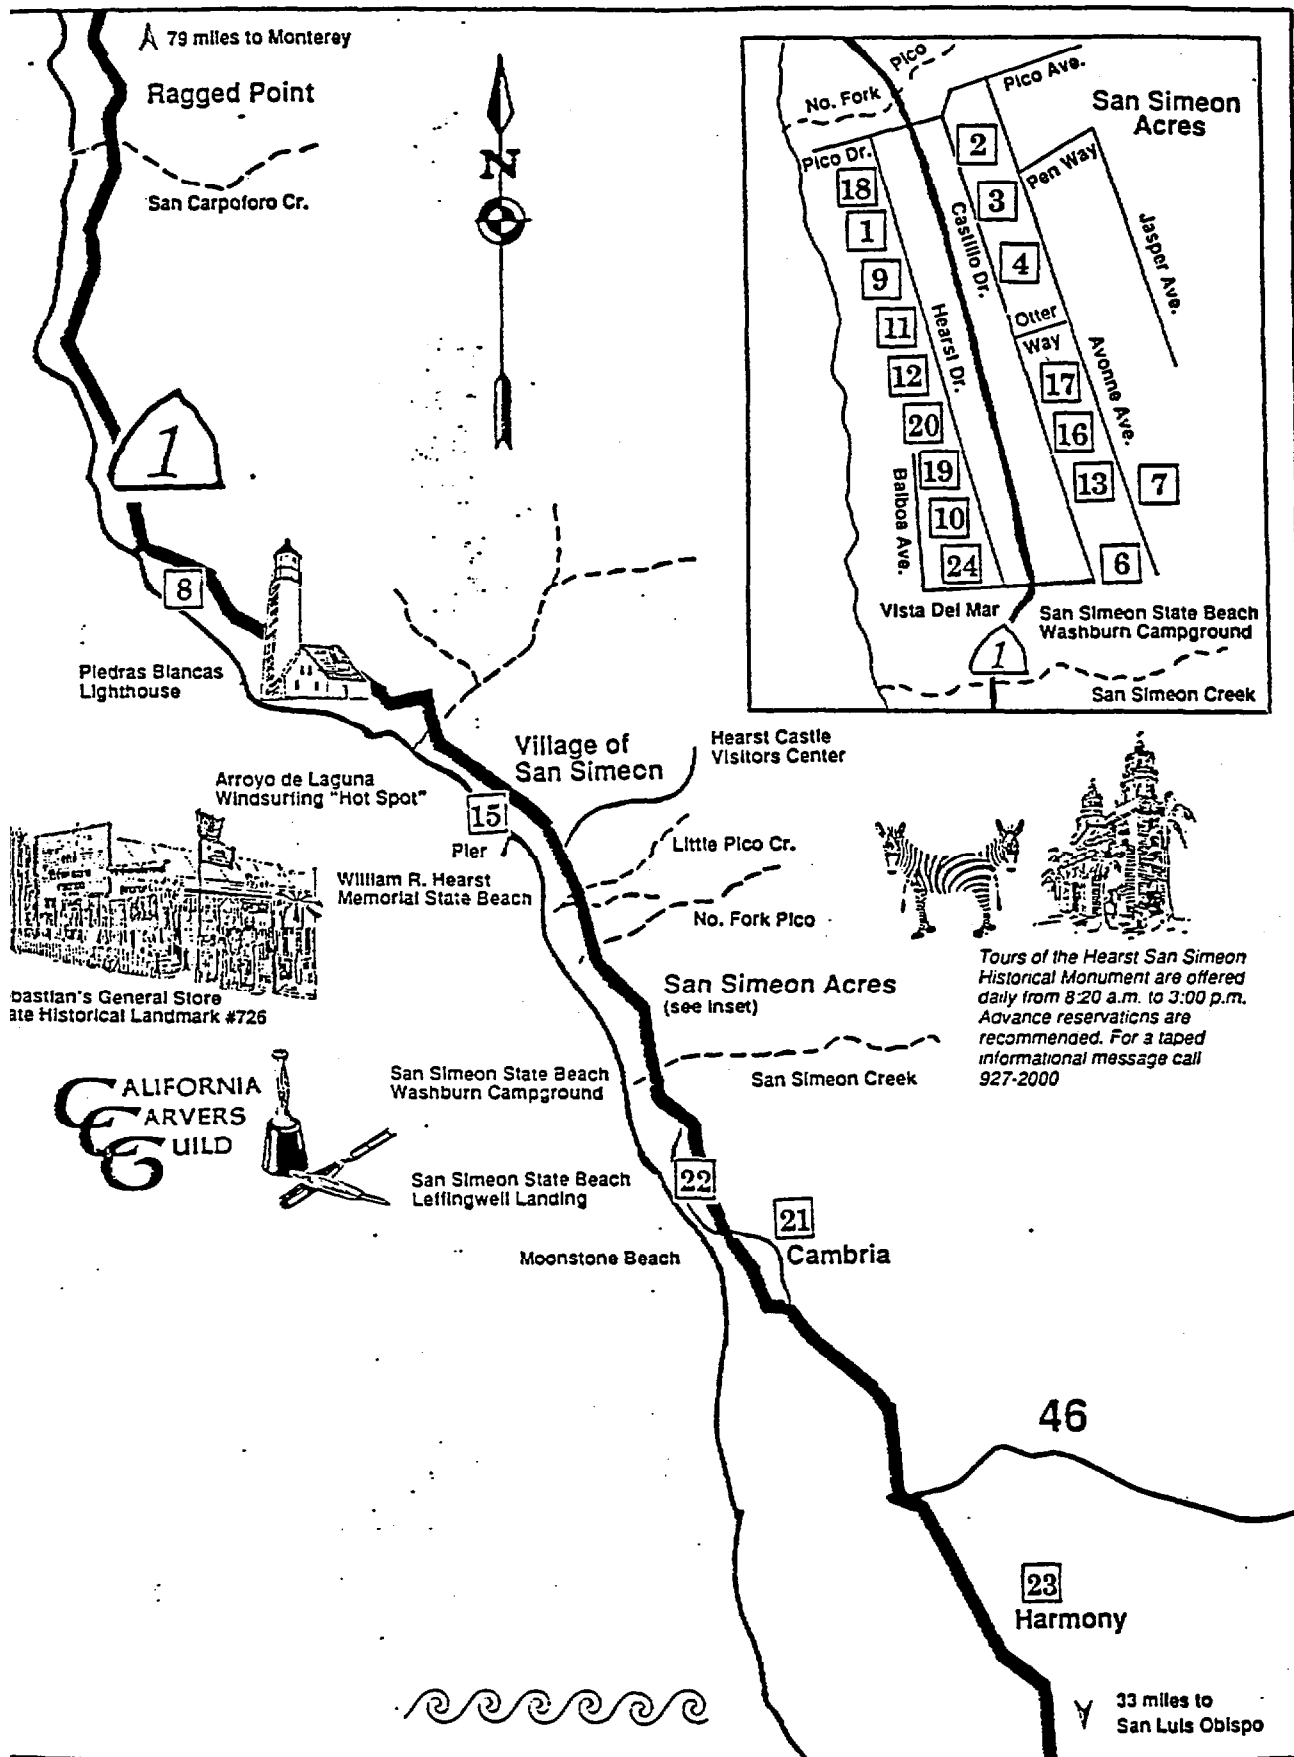 79 miles to Monterey
Ragged Point
San Carpoforo Cr.
N
1
8
Piedras Blancas
Lighthouse
Pico
No. Fork
Pico Ave.
San Simeon
Acres
Pico Dr.
Pen Way
Jasper Ave.
Castillo Dr.
Hearst Dr.
Otter
Way
Avonne Ave.
Balboa Ave.
2
3
4
18
1
9
11
12
20
19
10
24
17
16
13
7
6
Vista Del Mar
San Simeon State Beach
Washburn Campground
1
San Simeon Creek
Village of
San Simeon
Hearst Castle
Visitors Center
Arroyo de Laguna
Windsurfing "Hot Spot"
15
Pier
Little Pico Cr.
William R. Hearst
Memorial State Beach
No. Fork Pico
bastian's General Store
ate Historical Landmark #726
San Simeon Acres
(see inset)
Tours of the Hearst San Simeon
Historical Monument are offered
daily from 8:20 a.m. to 3:00 p.m.
Advance reservations are
recommended. For a taped
informational message call
927-2000
CALIFORNIA
CARVERS
GUILD
San Simeon State Beach
Washburn Campground
San Simeon Creek
San Simeon State Beach
Leffingwell Landing
22
21
Cambria
Moonstone Beach
46
23
Harmony
33 miles to
San Luis Obispo